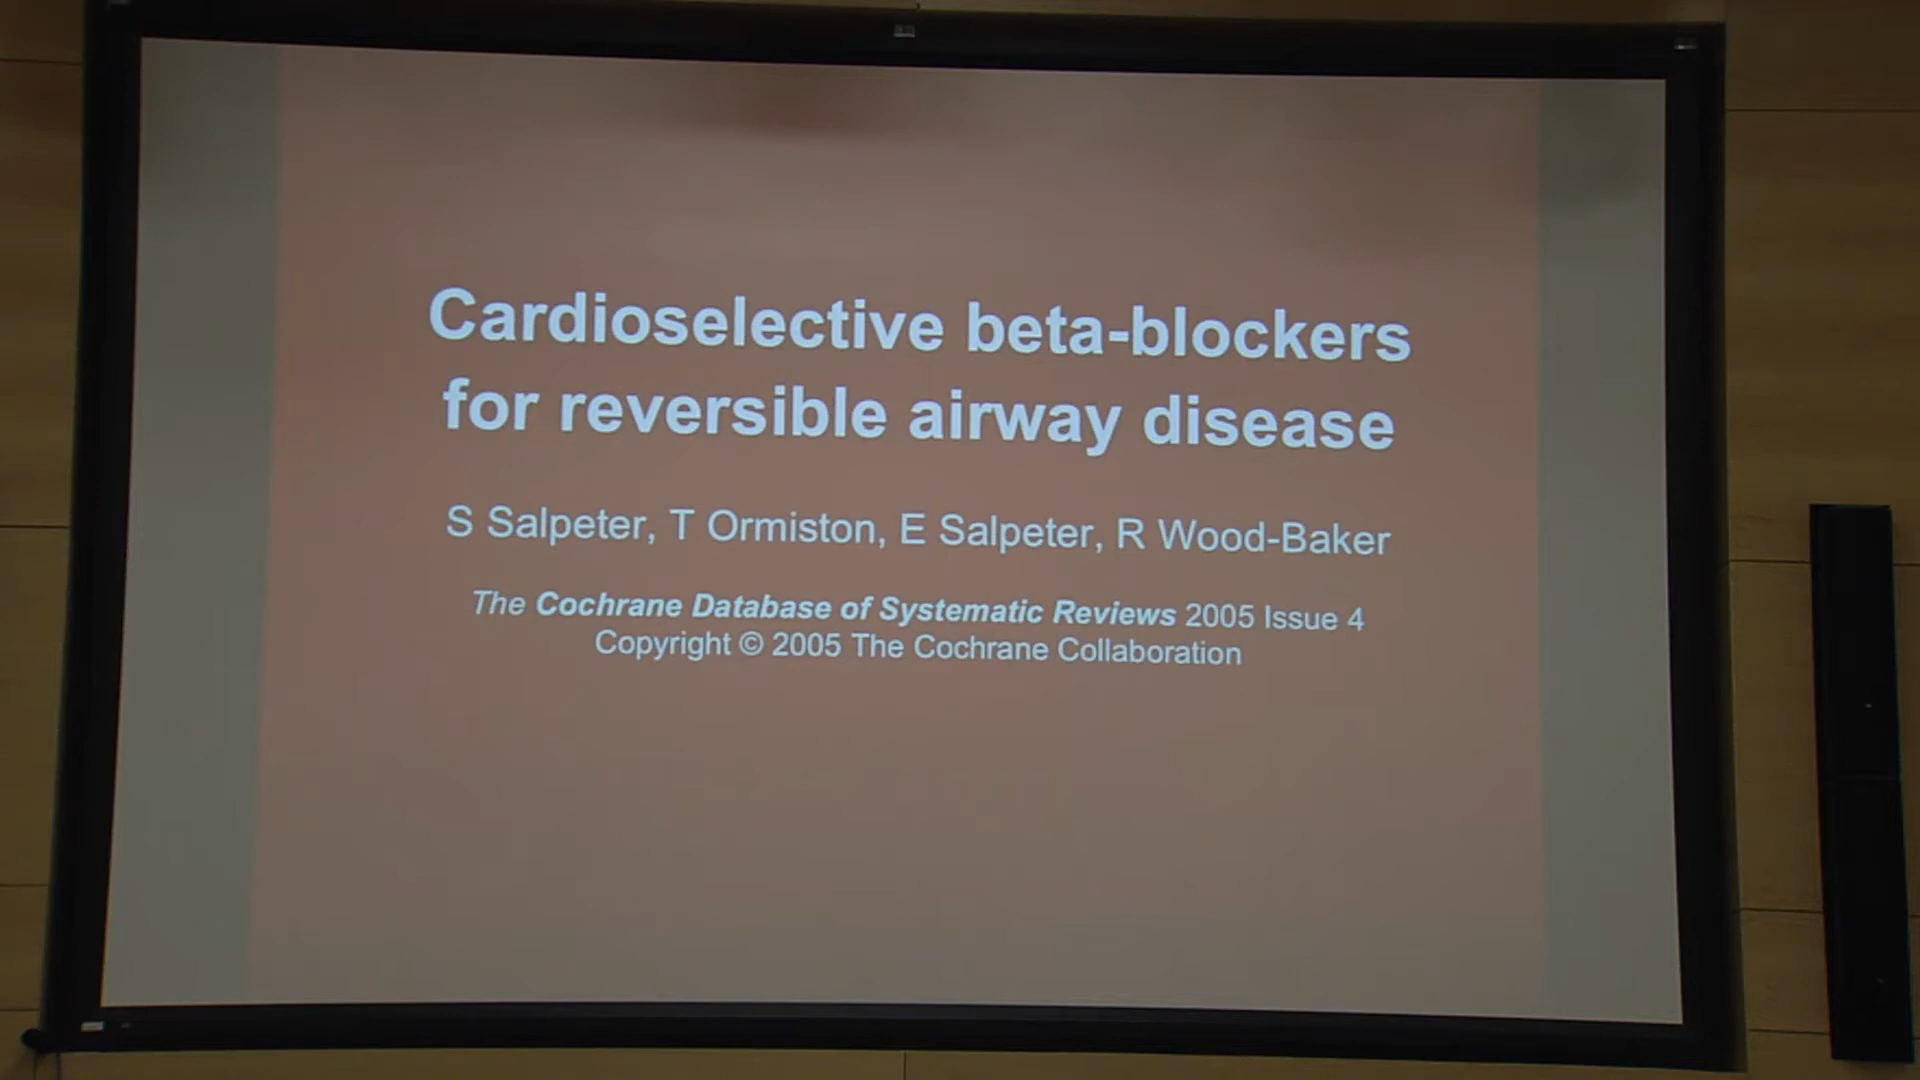 Cardioselective beta-blockers
for reversible airway disease
S Salpeter, T Ormiston, E Salpeter, R Wood-Baker
The Cochrane Database of Systematic Reviews 2005 Issue 4
Copyright © 2005 The Cochrane Collaboration